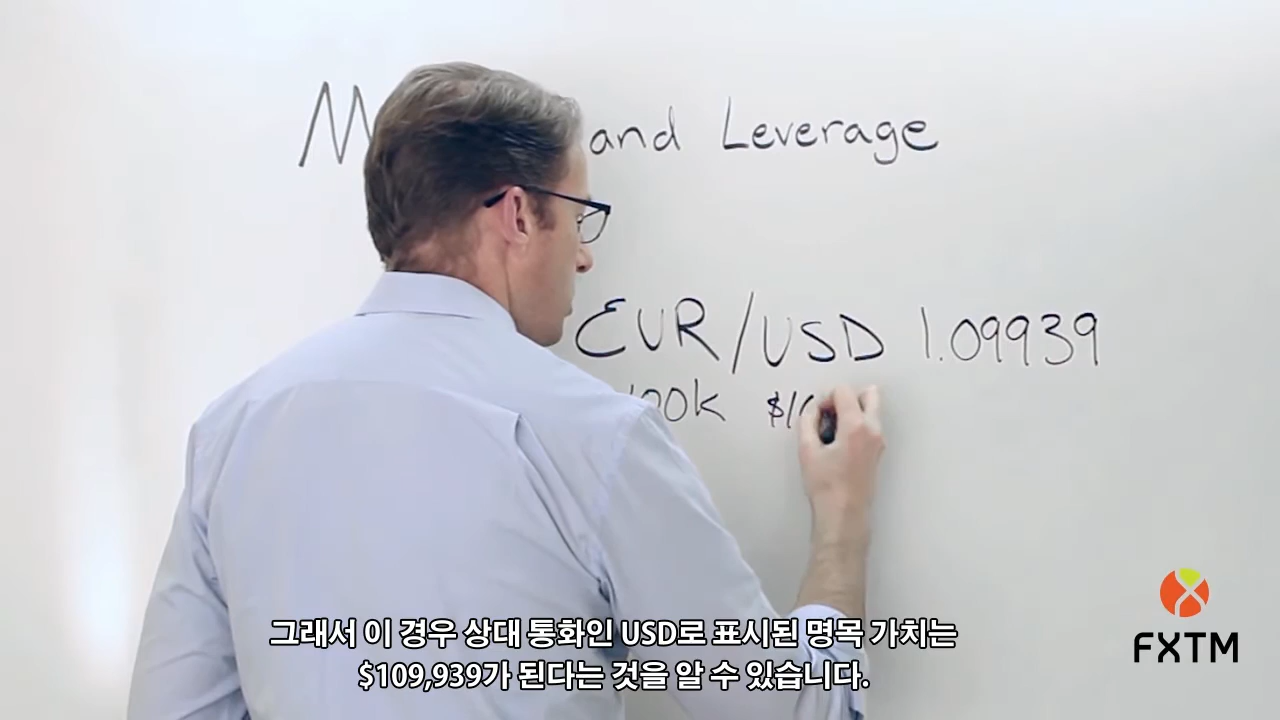 and Leverage
EUR/USD 1.09939
00k $10
그래서 이 경우 상대 통화인 USD로 표시된 명목 가치는
$109,939가 된다는 것을 알 수 있습니다.
FXTM